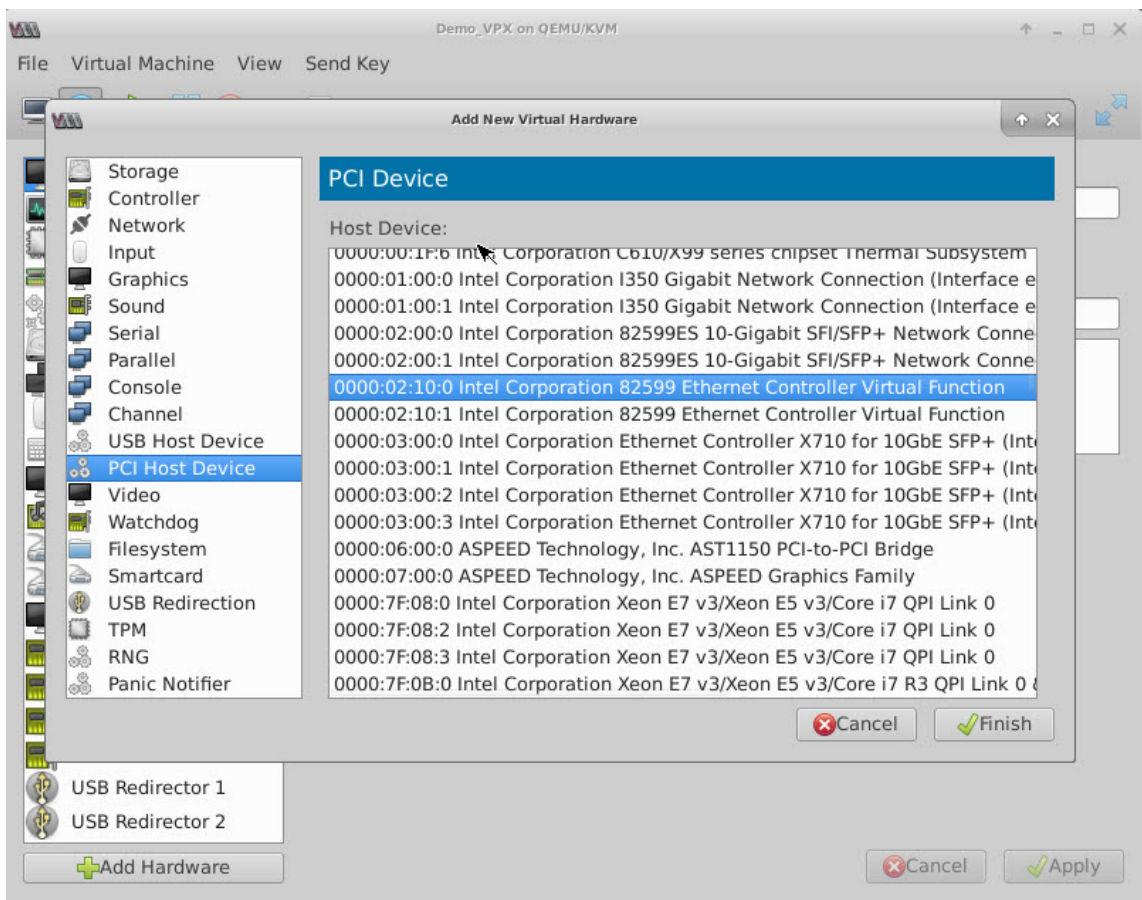 Demo_VPX on QEMU/KVM
File Virtual Machine View Send Key
Add New Virtual Hardware
Storage
Controller
Network
Input
Graphics
Sound
Serial
Parallel
Console
Channel
USB Host Device
PCI Host Device
Video
Watchdog
Filesystem
Smartcard
USB Redirection
TPM
RNG
Panic Notifier
PCI Device
Host Device:
0000:00:1F:6 Intel Corporation C610/X99 series chipset Thermal Subsystem
0000:01:00:0 Intel Corporation I350 Gigabit Network Connection (Interface e
0000:01:00:1 Intel Corporation I350 Gigabit Network Connection (Interface e
0000:02:00:0 Intel Corporation 82599ES 10-Gigabit SFI/SFP+ Network Conne
0000:02:00:1 Intel Corporation 82599ES 10-Gigabit SFI/SFP+ Network Conne
0000:02:10:0 Intel Corporation 82599 Ethernet Controller Virtual Function
0000:02:10:1 Intel Corporation 82599 Ethernet Controller Virtual Function
0000:03:00:0 Intel Corporation Ethernet Controller X710 for 10GbE SFP+ (Int
0000:03:00:1 Intel Corporation Ethernet Controller X710 for 10GbE SFP+ (Int
0000:03:00:2 Intel Corporation Ethernet Controller X710 for 10GbE SFP+ (Int
0000:03:00:3 Intel Corporation Ethernet Controller X710 for 10GbE SFP+ (Int
0000:06:00:0 ASPEED Technology, Inc. AST1150 PCI-to-PCI Bridge
0000:07:00:0 ASPEED Technology, Inc. ASPEED Graphics Family
0000:7F:08:0 Intel Corporation Xeon E7 v3/Xeon E5 v3/Core i7 QPI Link 0
0000:7F:08:2 Intel Corporation Xeon E7 v3/Xeon E5 v3/Core i7 QPI Link 0
0000:7F:08:3 Intel Corporation Xeon E7 v3/Xeon E5 v3/Core i7 QPI Link 0
0000:7F:0B:0 Intel Corporation Xeon E7 v3/Xeon E5 v3/Core i7 R3 QPI Link 0
Cancel Finish
USB Redirector 1
USB Redirector 2
Add Hardware
Cancel Apply